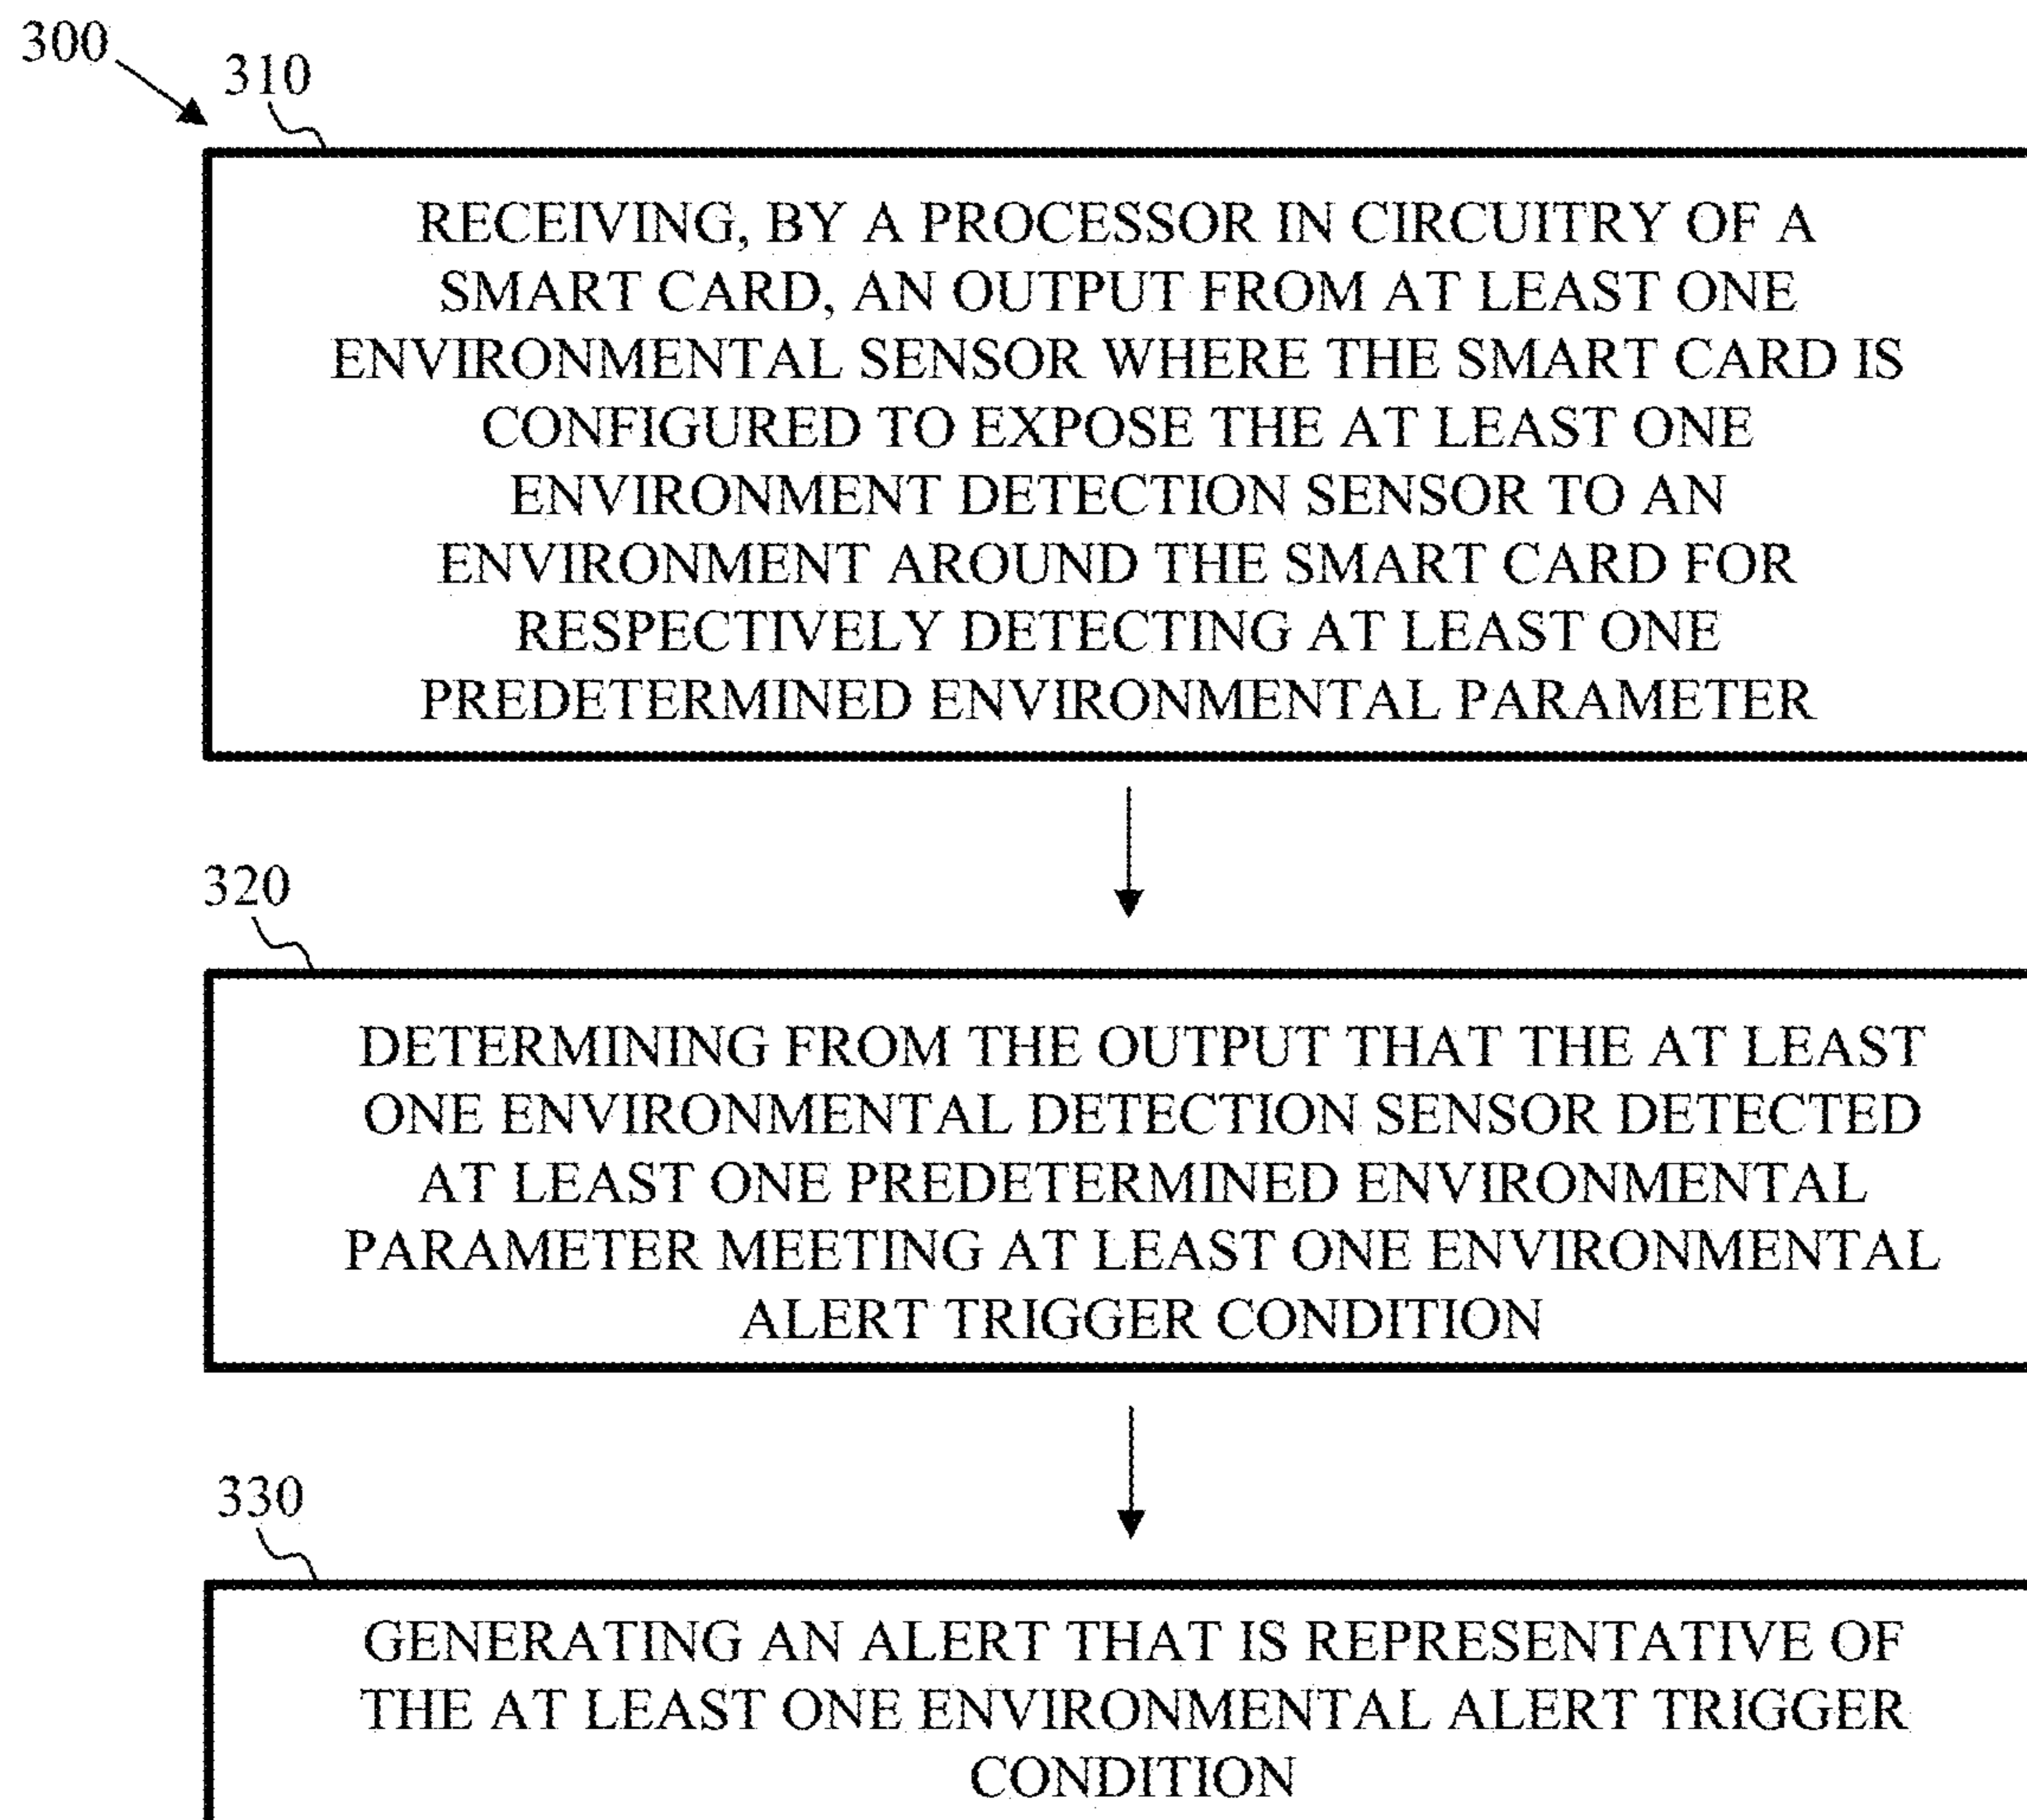 300
310
RECEIVING, BY A PROCESSOR IN CIRCUITRY OF A
SMART CARD, AN OUTPUT FROM AT LEAST ONE
ENVIRONMENTAL SENSOR WHERE THE SMART CARD IS
CONFIGURED TO EXPOSE THE AT LEAST ONE
ENVIRONMENT DETECTION SENSOR TO AN
ENVIRONMENT AROUND THE SMART CARD FOR
RESPECTIVELY DETECTING AT LEAST ONE
PREDETERMINED ENVIRONMENTAL PARAMETER
320
DETERMINING FROM THE OUTPUT THAT THE AT LEAST
ONE ENVIRONMENTAL DETECTION SENSOR DETECTED
AT LEAST ONE PREDETERMINED ENVIRONMENTAL
PARAMETER MEETING AT LEAST ONE ENVIRONMENTAL
ALERT TRIGGER CONDITION
330
GENERATING AN ALERT THAT IS REPRESENTATIVE OF
THE AT LEAST ONE ENVIRONMENTAL ALERT TRIGGER
CONDITION